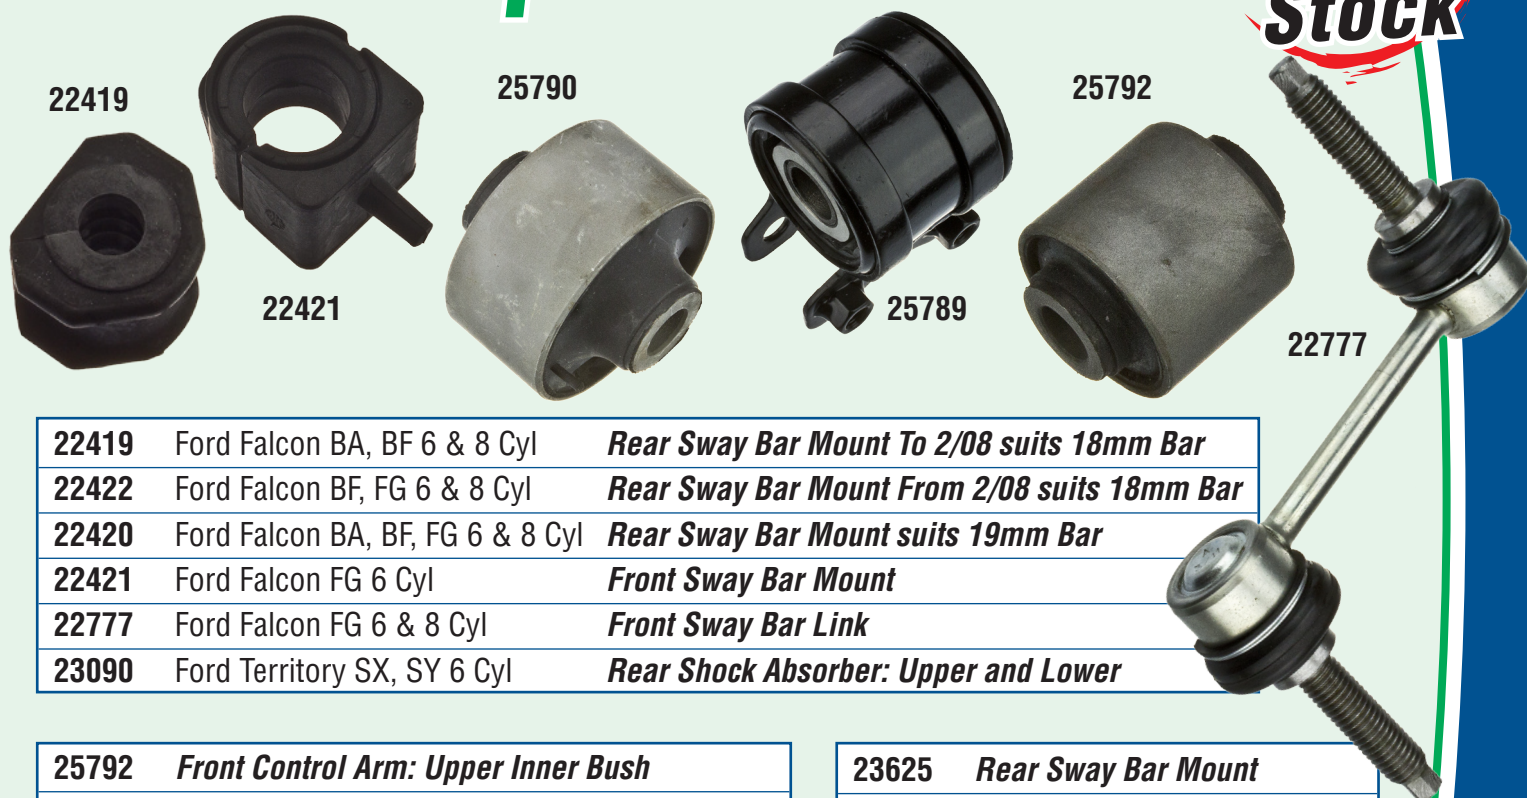 Stock
22419
25790
25792
22421
25789
22777
22419 Ford Falcon BA, BF 6 & 8 Cyl Rear Sway Bar Mount To 2/08 suits 18mm Bar
22422 Ford Falcon BF, FG 6 & 8 Cyl Rear Sway Bar Mount From 2/08 suits 18mm Bar
22420 Ford Falcon BA, BF, FG 6 & 8 Cyl Rear Sway Bar Mount suits 19mm Bar
22421 Ford Falcon FG 6 Cyl Front Sway Bar Mount
22777 Ford Falcon FG 6 & 8 Cyl Front Sway Bar Link
23090 Ford Territory SX, SY 6 Cyl Rear Shock Absorber: Upper and Lower
25792 Front Control Arm: Upper Inner Bush
23625 Rear Sway Bar Mount